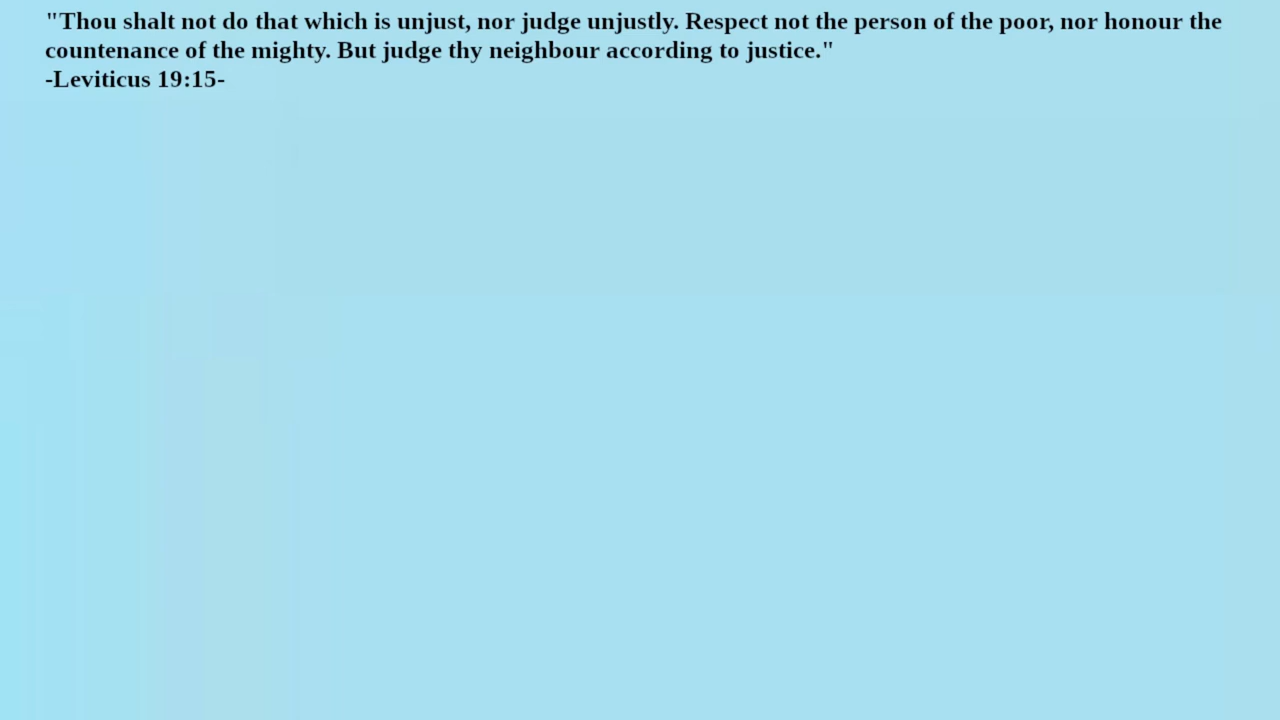 "Thou shalt not do that which is unjust, nor judge unjustly. Respect not the person of the poor, nor honour the
countenance of the mighty. But judge thy neighbour according to justice."
-Leviticus 19:15-